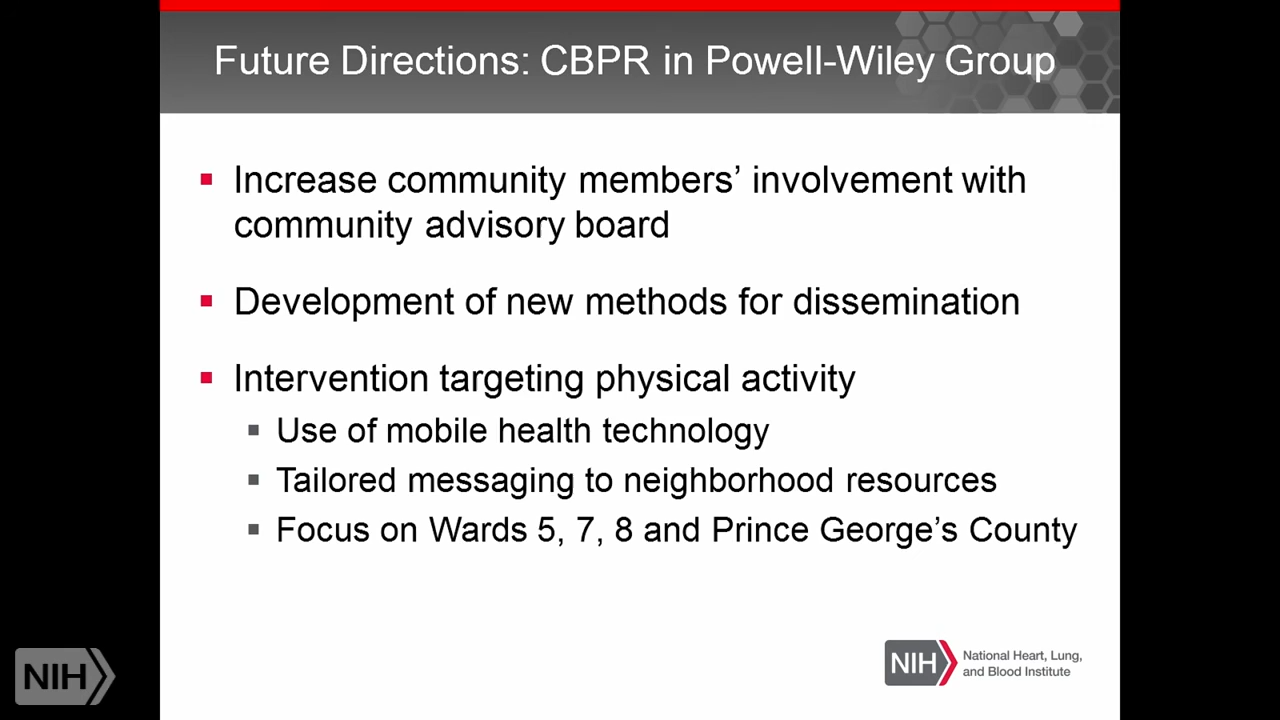 Future Directions: CBPR in Powell-Wiley Group
Increase community members’ involvement with
community advisory board
Development of new methods for dissemination
Intervention targeting physical activity
Use of mobile health technology
Tailored messaging to neighborhood resources
Focus on Wards 5, 7, 8 and Prince George’s County
NIH
NIH
National Heart, Lung,
and Blood Institute